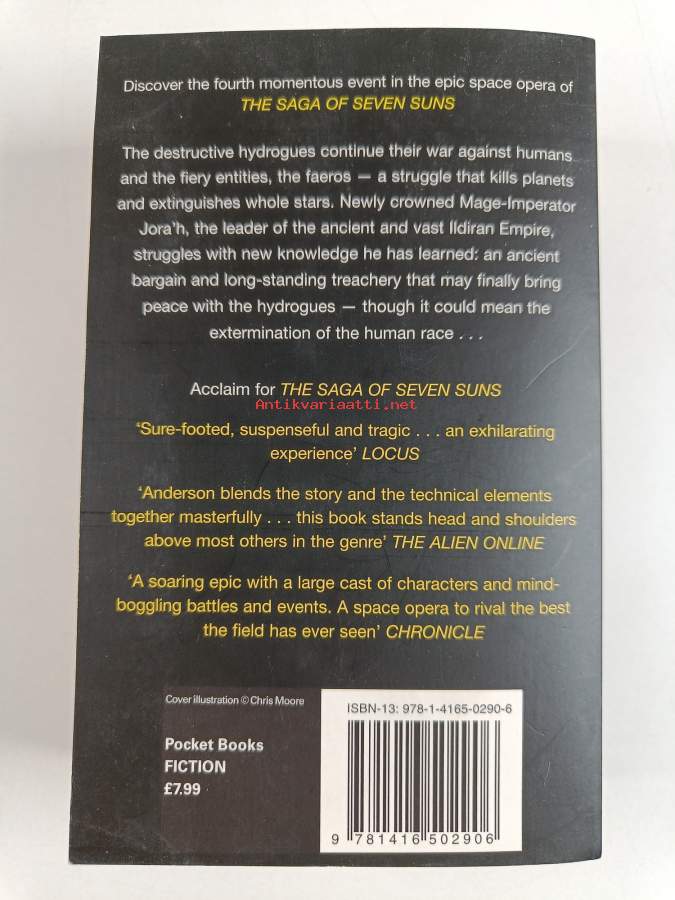 Discover the fourth momentous event in the epic space opera of
THE SAGA OF SEVEN SUNS
The destructive hydrogues continue their war against humans
and the fiery entities, the faeros — a struggle that kills planets
and extinguishes whole stars. Newly crowned Mage-Imperator
Jora'h, the leader of the ancient and vast Ildiran Empire,
struggles with new knowledge he has learned: an ancient
bargain and long-standing treachery that may finally bring
peace with the hydrogues — though it could mean the
extermination of the human race . . .
Acclaim for THE SAGA OF SEVEN SUNS
Antikvariaatti.net
'Sure-footed, suspenseful and tragic . . . an exhilarating
experience' LOCUS
'Anderson blends the story and the technical elements
together masterfully . . . this book stands head and shoulders
above most others in the genre' THE ALIEN ONLINE
'A soaring epic with a large cast of characters and mind-
boggling battles and events. A space opera to rival the best
the field has ever seen' CHRONICLE
Cover illustration © Chris Moore
Pocket Books
FICTION
£7.99
ISBN-13: 978-1-4165-0290-6
9 781416 502906